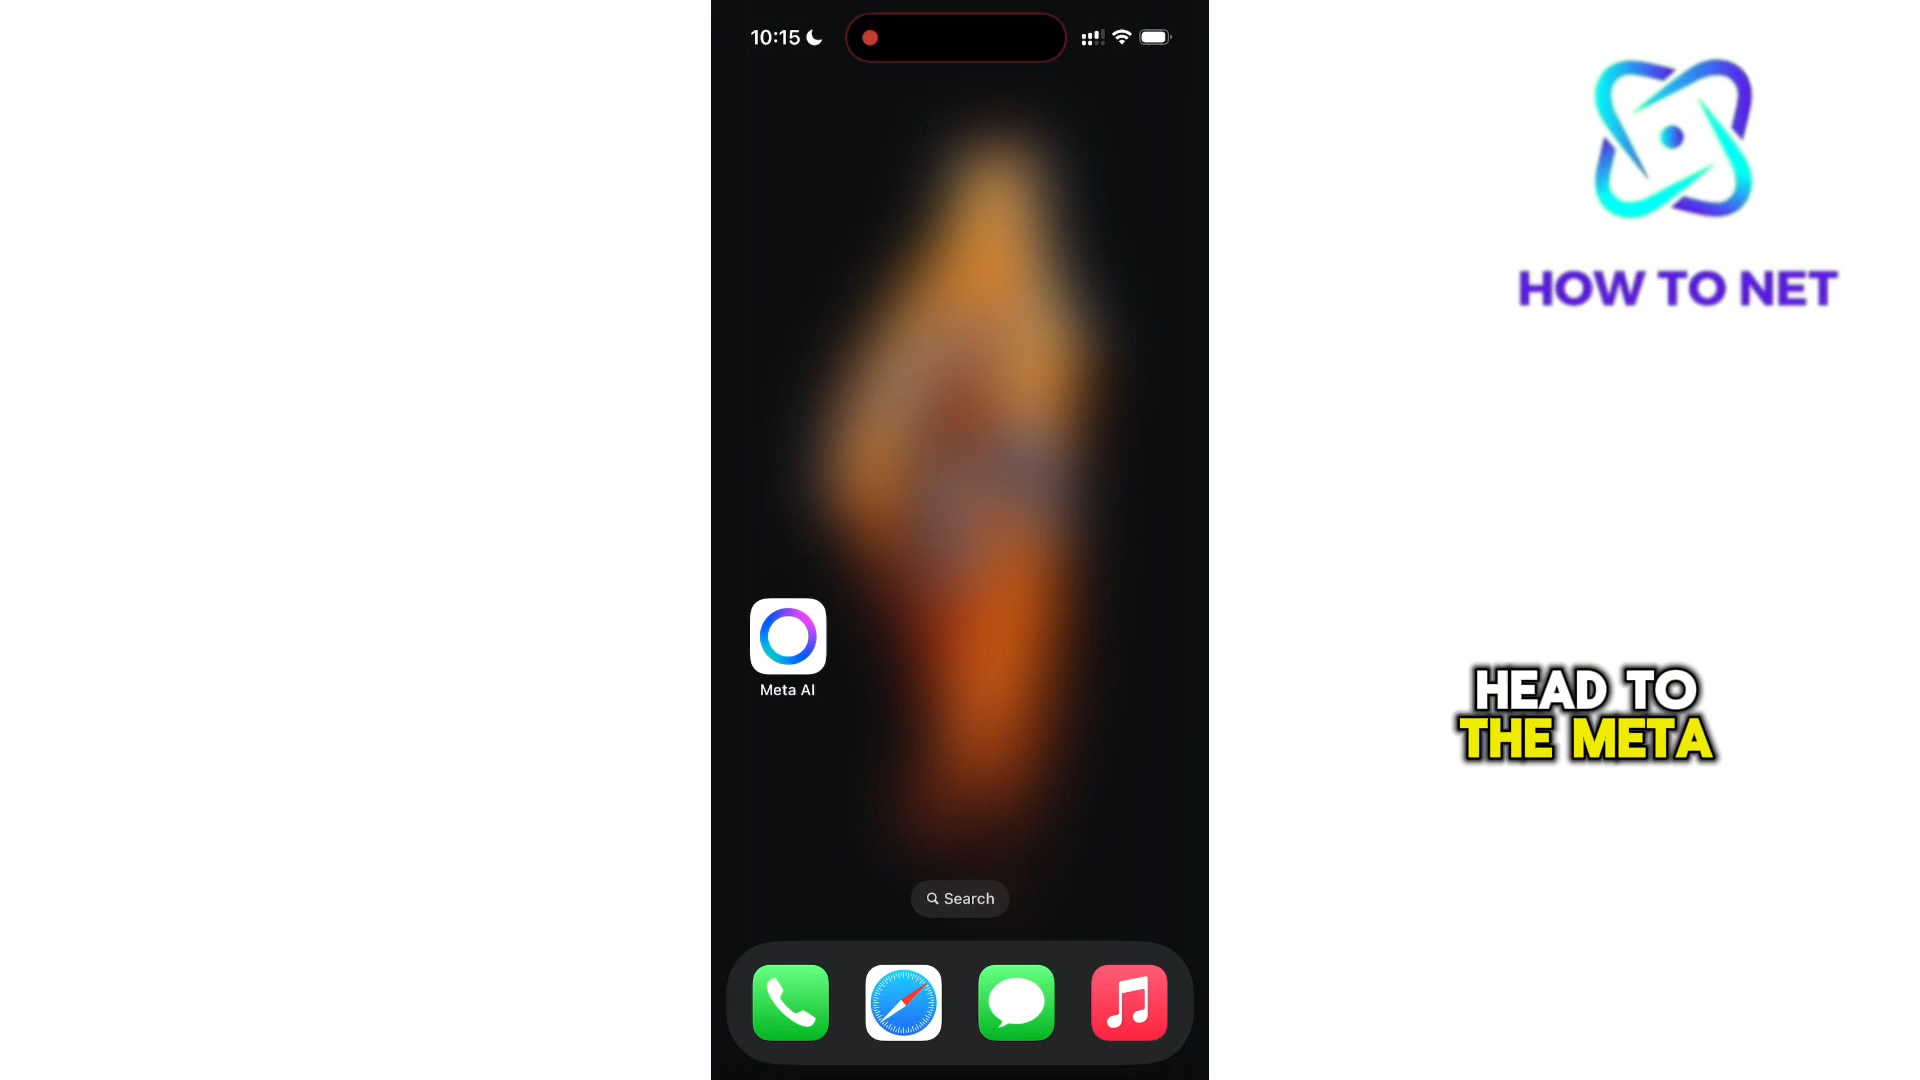 10:15
HOW TO NET
Meta AI
HEAD TO
THE META
Search